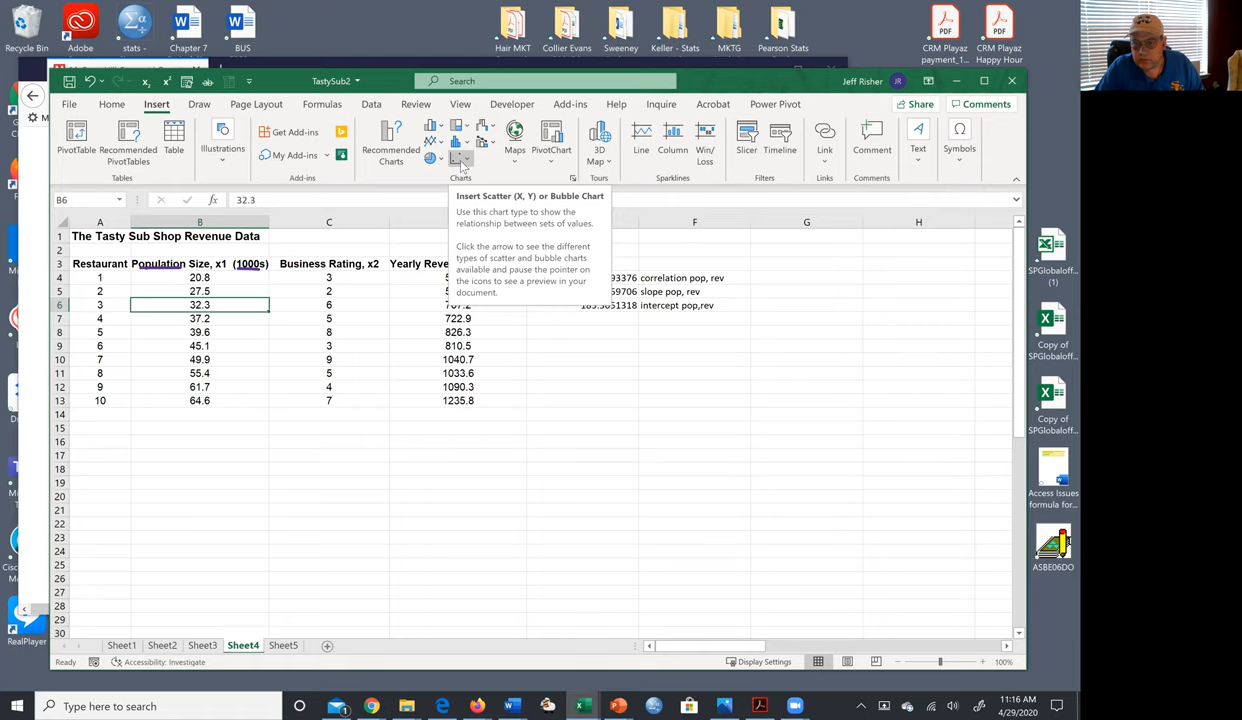 Recycle Bin
Adobe
stats -
Chapter 7
BUS
Hair MKT
Collier Evans
Sweeney
Keller - Stats
MKTG
Pearson Stats
CRM Playaz payment_1...
CRM Playaz Happy Hour
TastySub2
Search
Jeff Risher
JR
File
Home
Insert
Draw
Page Layout
Formulas
Data
Review
View
Developer
Add-ins
Help
Inquire
Acrobat
Power Pivot
Share
Comments
PivotTable
Recommended PivotTables
Table
Illustrations
Get Add-ins
My Add-ins
Recommended Charts
Maps
PivotChart
3D Map
Line
Column
Win/Loss
Slicer
Timeline
Link
Comment
Text
Symbols
Tables
Add-ins
Charts
Tours
Sparklines
Filters
Links
Comments
B6
fx
32.3
Insert Scatter (X, Y) or Bubble Chart
Use this chart type to show the
relationship between sets of values.
Click the arrow to see the different
types of scatter and bubble charts
available and pause the pointer on
the icons to see a preview in your
document.
A B C F G H
1 The Tasty Sub Shop Revenue Data
2
3 Restaurant Population Size, x1 (1000s) Business Rating, x2 Yearly Reve
4 1 20.8 3 5 93376 correlation pop, rev
5 2 27.5 2 5 69706 slope pop, rev
6 3 32.3 6 767.2 183.3051318 intercept pop,rev
7 4 37.2 5 722.9
8 5 39.6 8 826.3
9 6 45.1 3 810.5
10 7 49.9 9 1040.7
11 8 55.4 5 1033.6
12 9 61.7 4 1090.3
13 10 64.6 7 1235.8
14
15
16
17
18
19
20
21
22
23
24
25
26
27
28
29
30
SPGlobaloff... (1)
Copy of SPGlobaloff...
Copy of SPGlobaloff...
Access Issues formula for...
ASBE06DO
RealPlayer
Sheet1
Sheet2
Sheet3
Sheet4
Sheet5
Ready
Accessibility: Investigate
Display Settings
100%
Type here to search
11:16 AM
4/29/2020